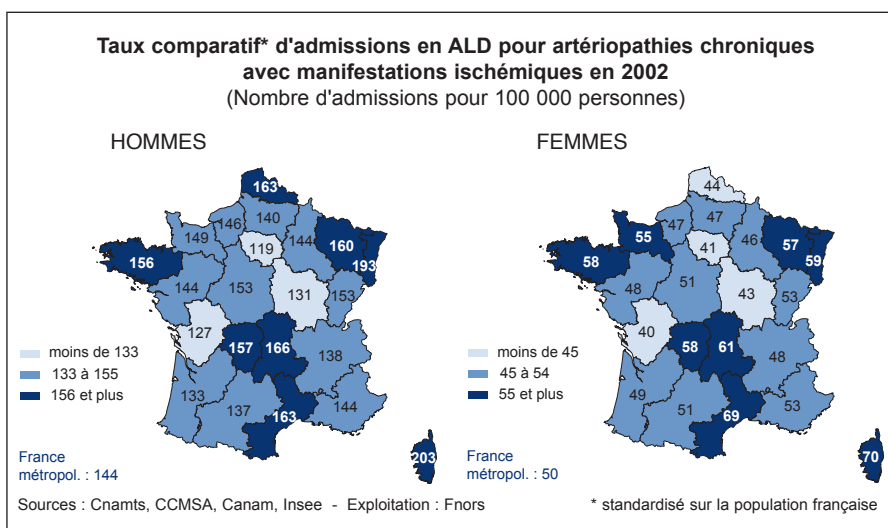 Taux comparatif* d'admissions en ALD pour artériopathies chroniques
avec manifestations ischémiques en 2002
(Nombre d'admissions pour 100 000 personnes)
HOMMES
163
146
140
149
119
144
160
193
156
144
153
131
153
127
157
166
138
133
137
163
144
203
moins de 133
133 à 155
156 et plus
France
métropol. : 144
FEMMES
44
47
47
55
41
46
57
59
58
48
51
43
53
40
58
61
48
49
51
69
53
70
moins de 45
45 à 54
55 et plus
France
métropol. : 50
Sources : Cnamts, CCMSA, Canam, Insee - Exploitation : Fnors
* standardisé sur la population française